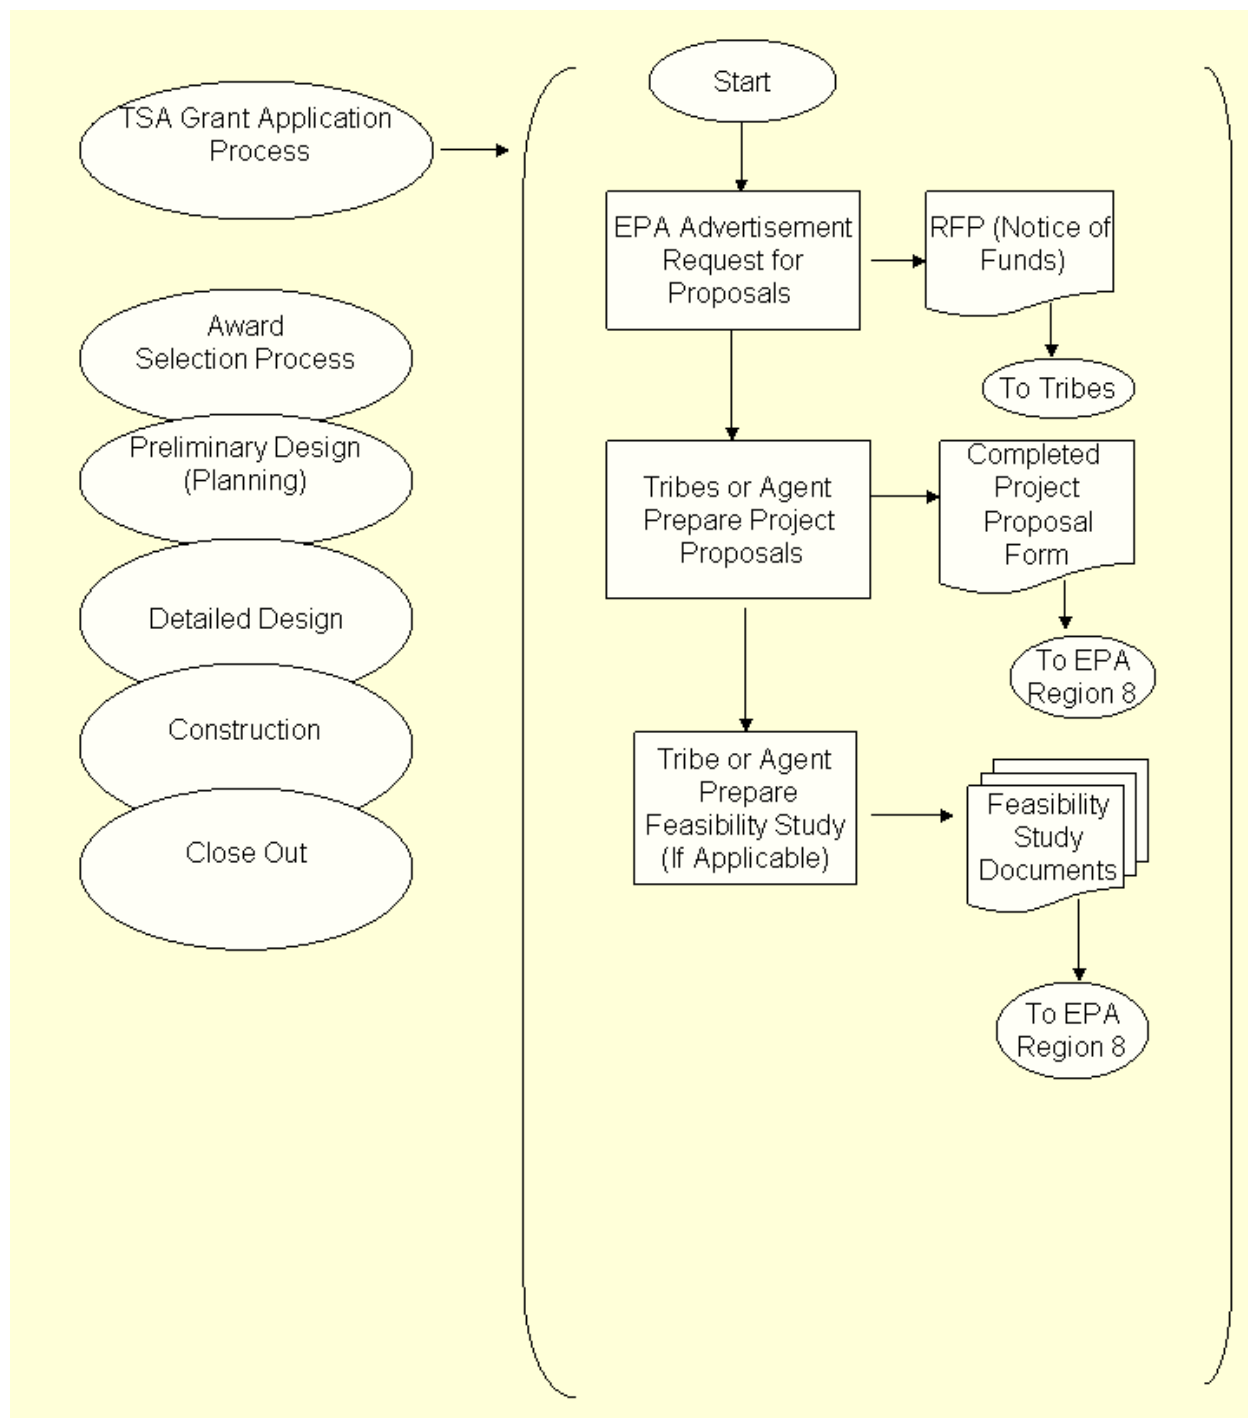 TSA Grant Application
Process
Award
Selection Process
Preliminary Design
(Planning)
Detailed Design
Construction
Close Out
Start
EPA Advertisement
Request for
Proposals
RFP (Notice of
Funds)
To Tribes
Tribes or Agent
Prepare Project
Proposals
Completed
Project
Proposal
Form
To EPA
Region 8
Tribe or Agent
Prepare
Feasibility Study
(If Applicable)
Feasibility
Study
Documents
To EPA
Region 8